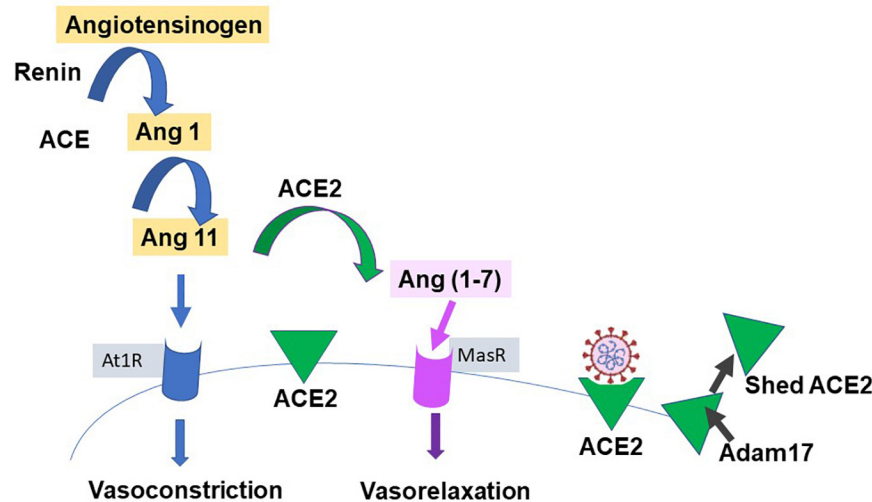 Angiotensinogen
Renin
ACE
Ang 1
Ang 11
ACE2
Ang (1-7)
At1R
ACE2
MasR
ACE2
Shed ACE2
Adam17
Vasoconstriction
Vasorelaxation